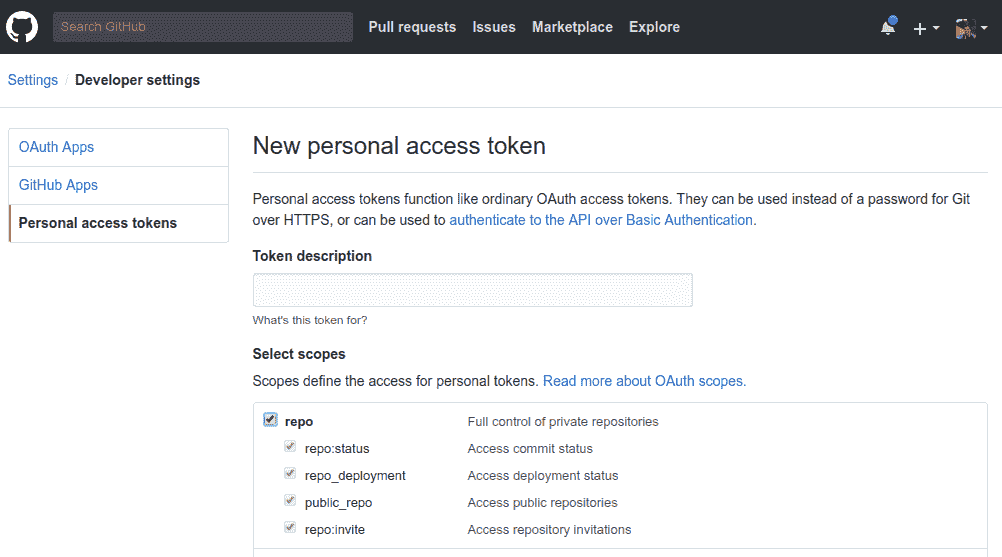 Search GitHub Pull requests Issues Marketplace Explore
Settings / Developer settings
OAuth Apps
GitHub Apps
Personal access tokens
New personal access token
Personal access tokens function like ordinary OAuth access tokens. They can be used instead of a password for Git
over HTTPS, or can be used to authenticate to the API over Basic Authentication.
Token description
What's this token for?
Select scopes
Scopes define the access for personal tokens. Read more about OAuth scopes.
repo Full control of private repositories
repo:status Access commit status
repo_deployment Access deployment status
public_repo Access public repositories
repo:invite Access repository invitations